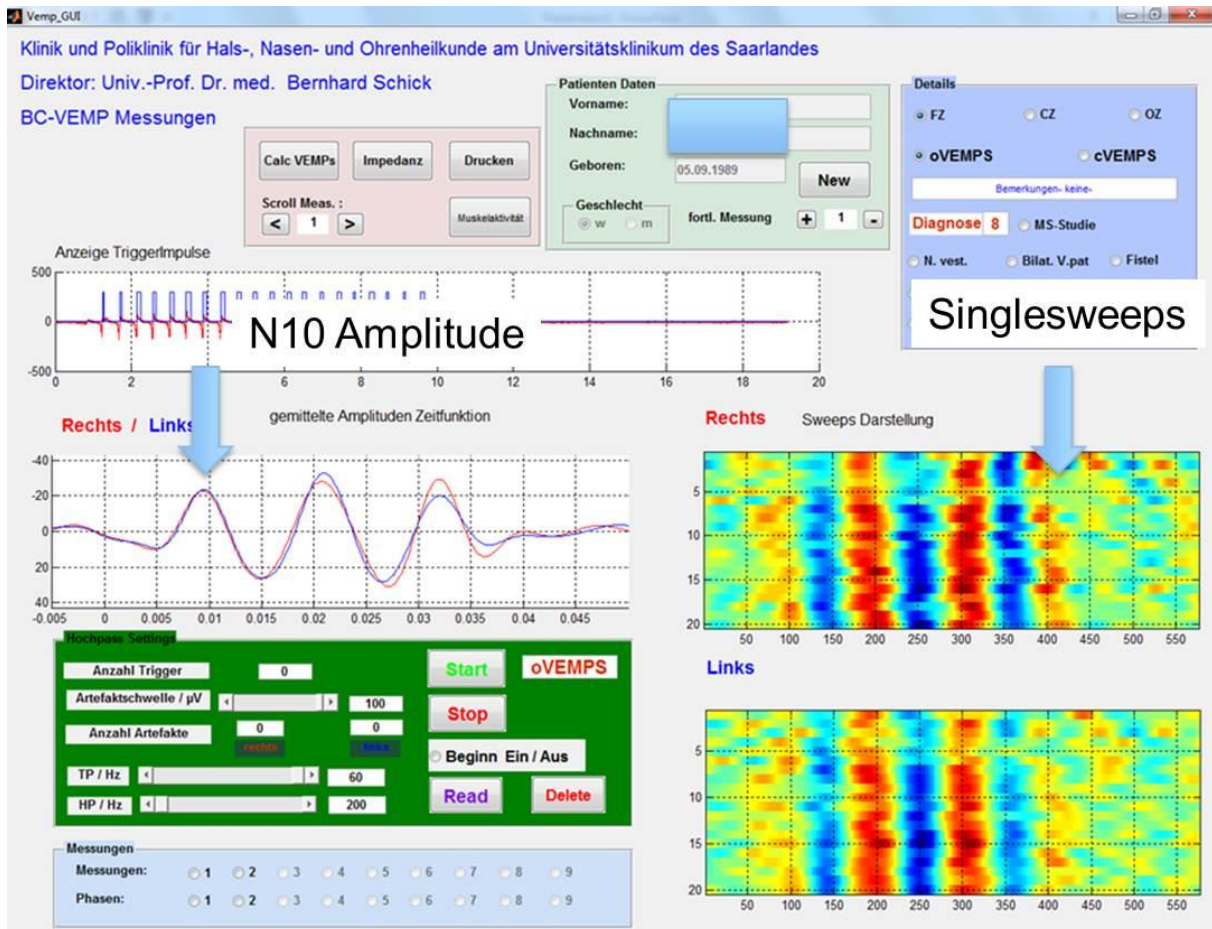 Vemp_GUI
Klinik und Poliklinik für Hals-, Nasen- und Ohrenheilkunde am Universitätsklinikum des Saarlandes
Direktor: Univ.-Prof. Dr. med. Bernhard Schick
BC-VEMP Messungen
Calc VEMPs Impedanz Drucken
Scroll Meas. :
< 1 > Muskelaktivität
Patienten Daten
Vorname:
Nachname:
Geboren: 05.09.1989 New
Geschlecht
w m fortl. Messung + 1 -
Details
FZ CZ OZ
oVEMPS cVEMPS
Bemerkungen- keine-
Diagnose 8 MS-Studie
N. vest. Bilat. V.pat Fistel
Singlesweeps
Anzeige TriggerImpulse
500
0
-500
0 2 4 6 8 10 12 14 16 18 20
N10 Amplitude
Rechts / Links gemittelte Amplituden Zeitfunktion
-40
-20
0
20
40
-0.005 0 0.005 0.01 0.015 0.02 0.025 0.03 0.035 0.04 0.045
Rechts Sweeps Darstellung
5
10
15
20
50 100 150 200 250 300 350 400 450 500 550
Links
5
10
15
20
50 100 150 200 250 300 350 400 450 500 550
Hochpass Settings
Anzahl Trigger 0 Start oVEMPS
Artefaktschwelle / µV 100
Stop
Anzahl Artefakte 0 0
rechts links
Beginn Ein / Aus
TP / Hz 60
HP / Hz 200
Read Delete
Messungen
Messungen: 1 2 3 4 5 6 7 8 9
Phasen: 1 2 3 4 5 6 7 8 9